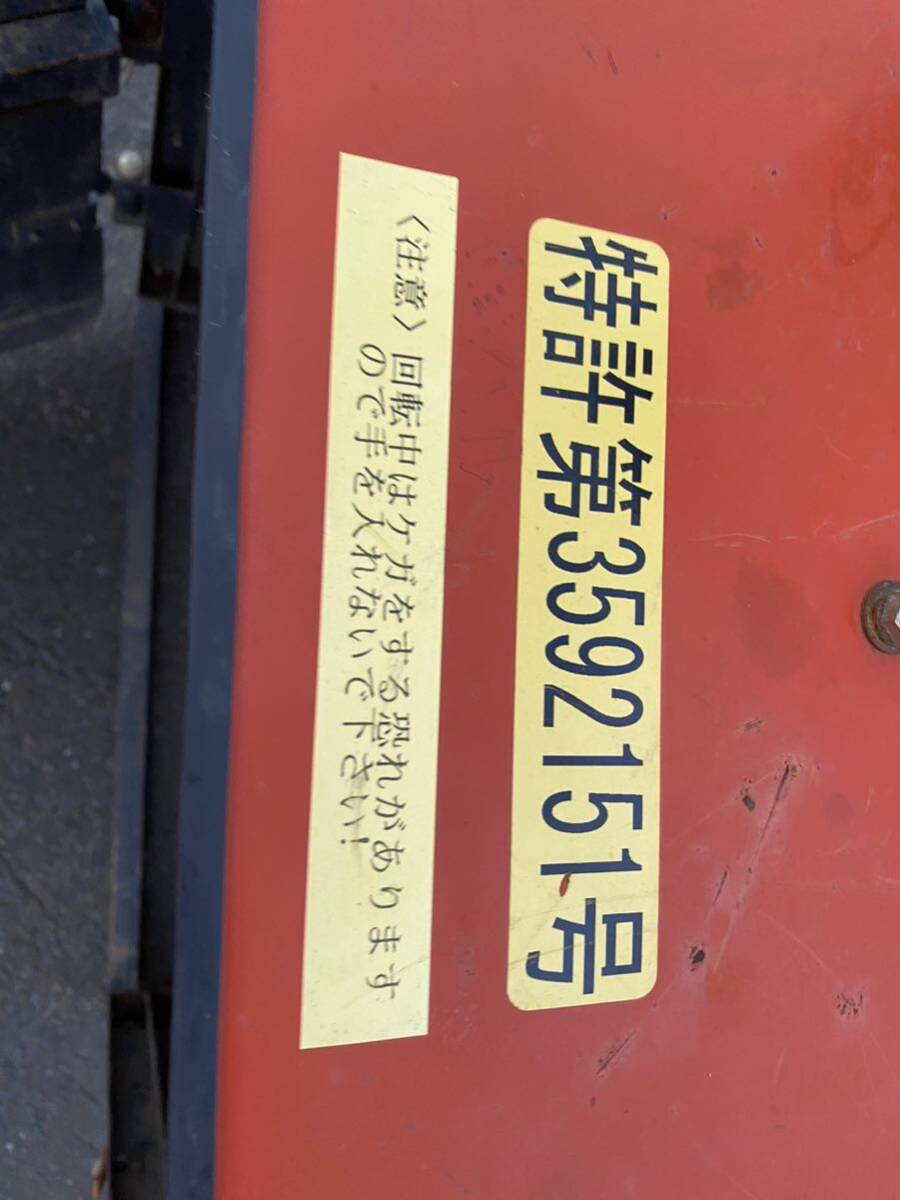 特許第3592151号
〈注意〉回転中はケガをする恐れがあります
ので手を入れないで下さい!